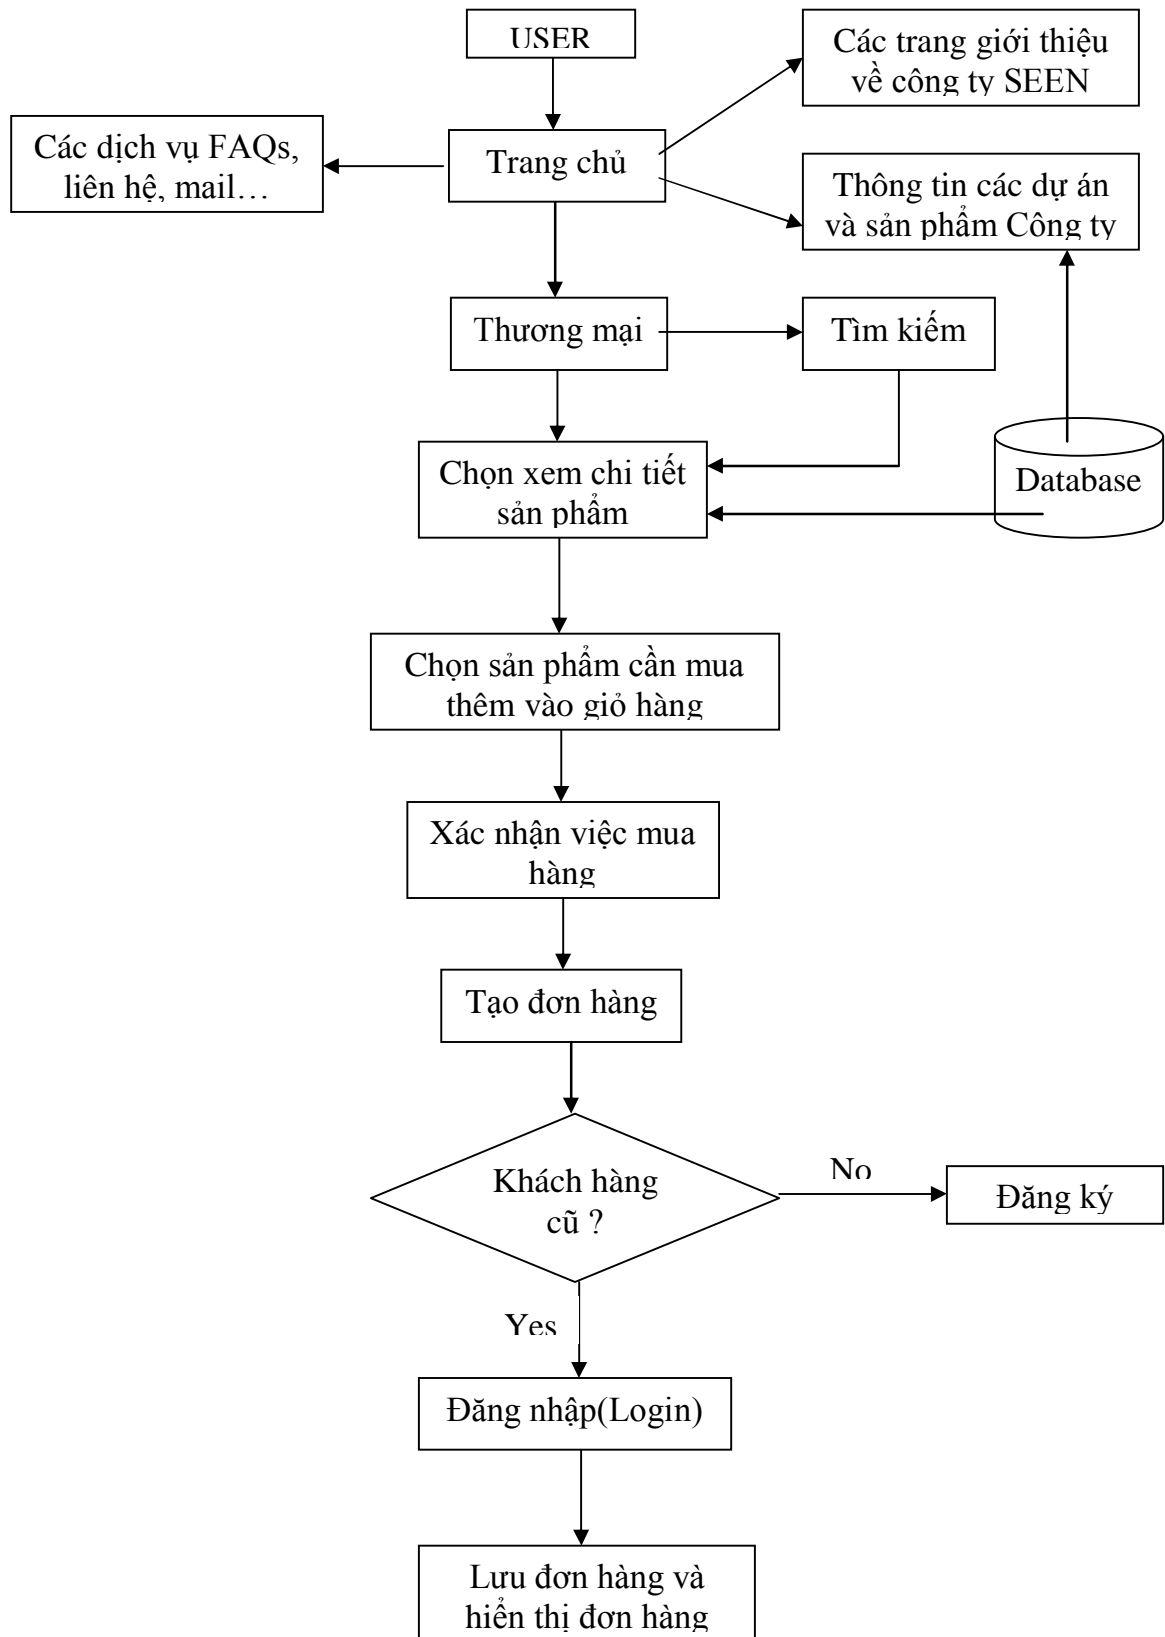 USER
Các trang giới thiệu
về công ty SEEN
Các dịch vụ FAQs,
liên hệ, mail…
Trang chủ
Thông tin các dự án
và sản phẩm Công ty
Thương mại
Tìm kiếm
Chọn xem chi tiết
sản phẩm
Database
Chọn sản phẩm cần mua
thêm vào giỏ hàng
Xác nhận việc mua
hàng
Tạo đơn hàng
Khách hàng
cũ ?
No
Đăng ký
Yes
Đăng nhập(Login)
Lưu đơn hàng và
hiển thị đơn hàng